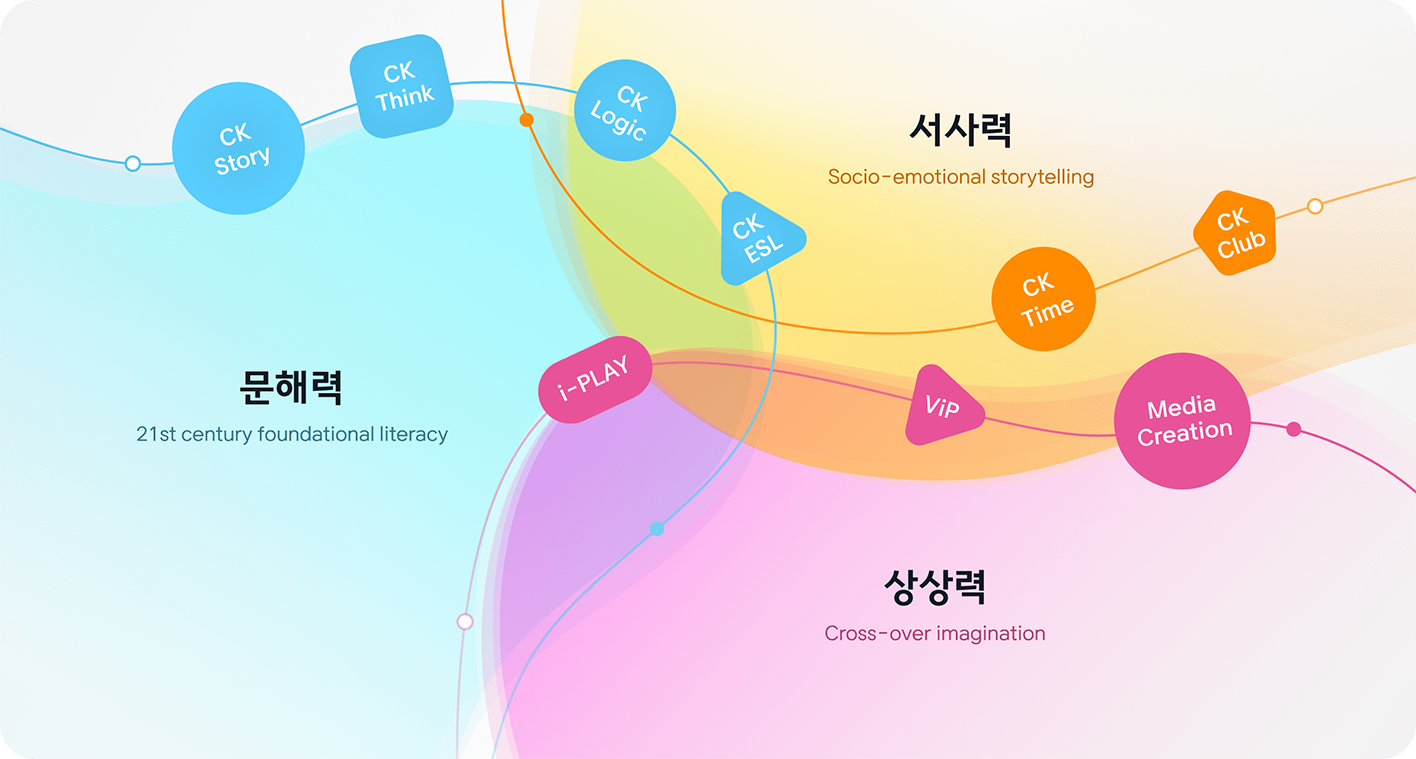 CK
Story
CK
Think
CK
Logic
CK
ESL
서사력
Socio-emotional storytelling
CK
Club
CK
Time
문해력
21st century foundational literacy
i-PLAY
ViP
Media
Creation
상상력
Cross-over imagination